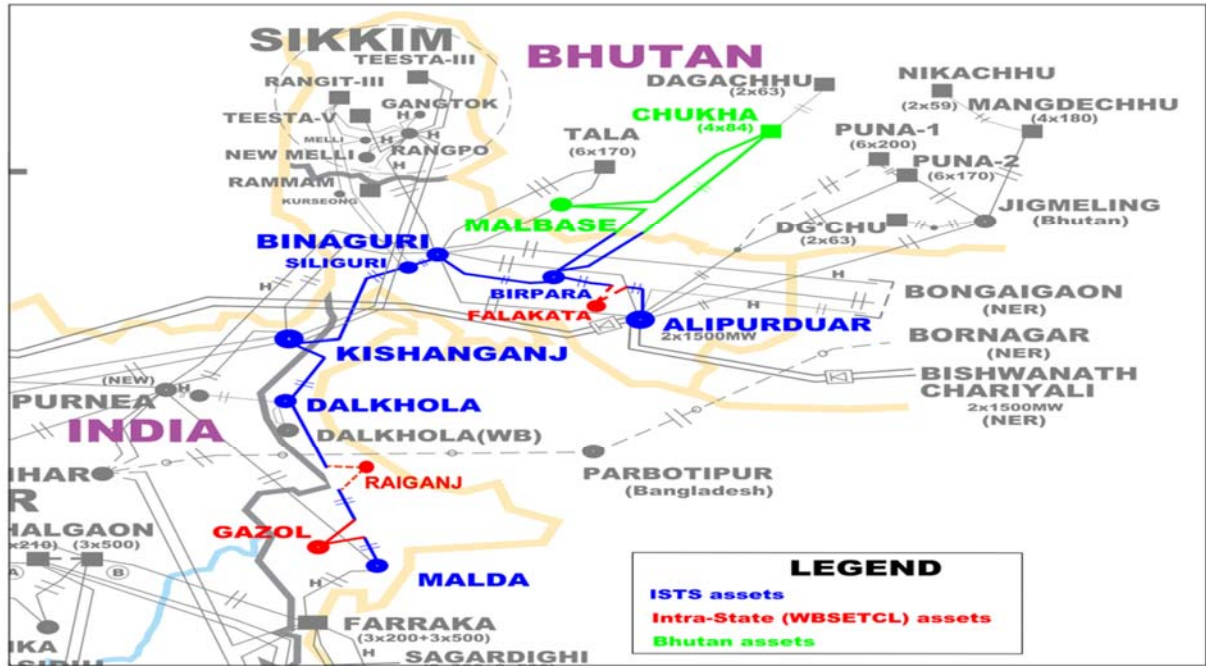 SIKKIM
BHUTAN
TEESTA-III
RANGIT-III
GANGTOK
H
TEESTA-V
MELLI
H
H
NEW MELLI
RANGPO
H
RAMMAM
KURSEONG
DAGACHHU
(2x63)
NIKACHHU
(2x59)
MANGDECHHU
(4x180)
CHUKHA
(4x84)
TALA
(6x170)
PUNA-1
(6x200)
PUNA-2
(6x170)
MALBASE
DG'CHU
(2x63)
JIGMELING
(Bhutan)
BINAGURI
SILIGURI
H
H
BIRPARA
FALAKATA
H
BONGAIGAON
(NER)
ALIPURDUAR
2x1500MW
BORNAGAR
(NER)
KISHANGANJ
BISHWANATH
CHARIYALI
2x1500MW
(NER)
(NEW)
H
PURNEA
DALKHOLA
INDIA
DALKHOLA(WB)
IHAR
R
RAIGANJ
PARBOTIPUR
(Bangladesh)
HALGAON
x210) (3x500)
A
B
GAZOL
MALDA
H
FARRAKA
(3x200+3x500)
H
SAGARDIGHI
IKA
LEGEND
ISTS assets
Intra-State (WBSETCL) assets
Bhutan assets